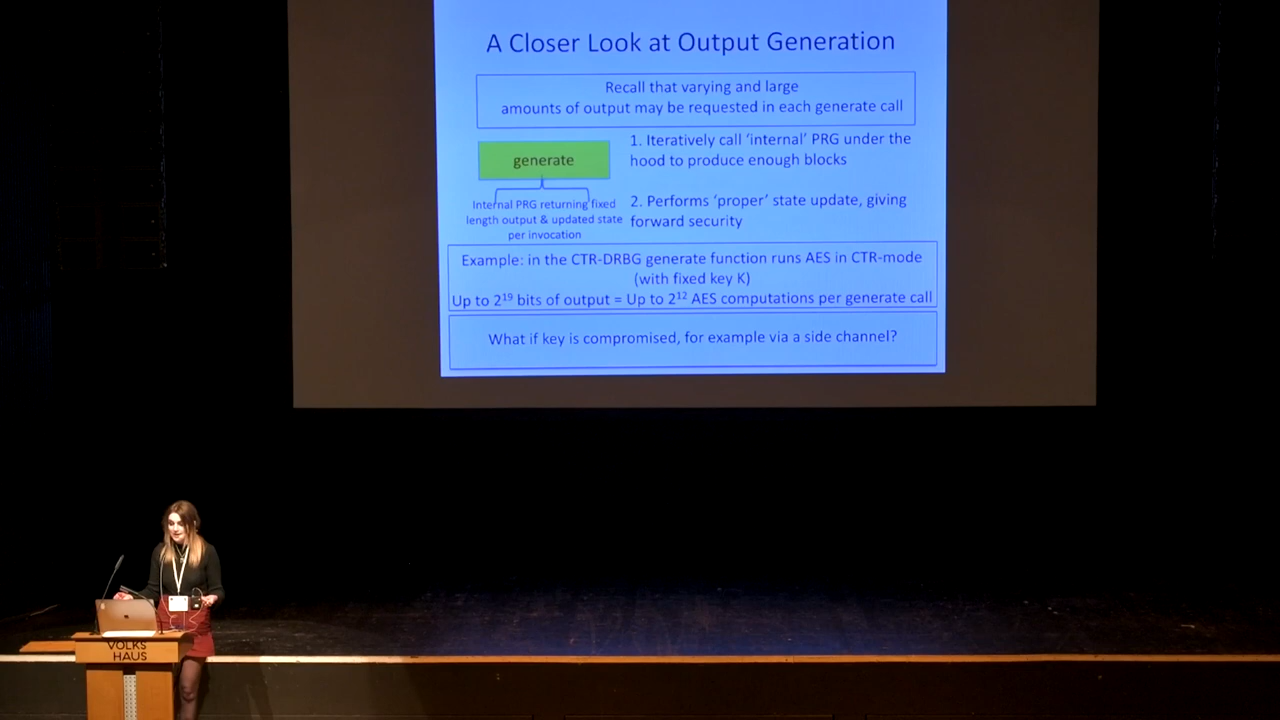 A Closer Look at Output Generation
Recall that varying and large
amounts of output may be requested in each generate call
generate
Internal PRG returning fixed
length output & updated state
per invocation
1. Iteratively call ‘internal’ PRG under the
hood to produce enough blocks
2. Performs ‘proper’ state update, giving
forward security
Example: in the CTR-DRBG generate function runs AES in CTR-mode
(with fixed key K)
Up to 2¹⁹ bits of output = Up to 2¹² AES computations per generate call
What if key is compromised, for example via a side channel?
VOLKS
HAUS